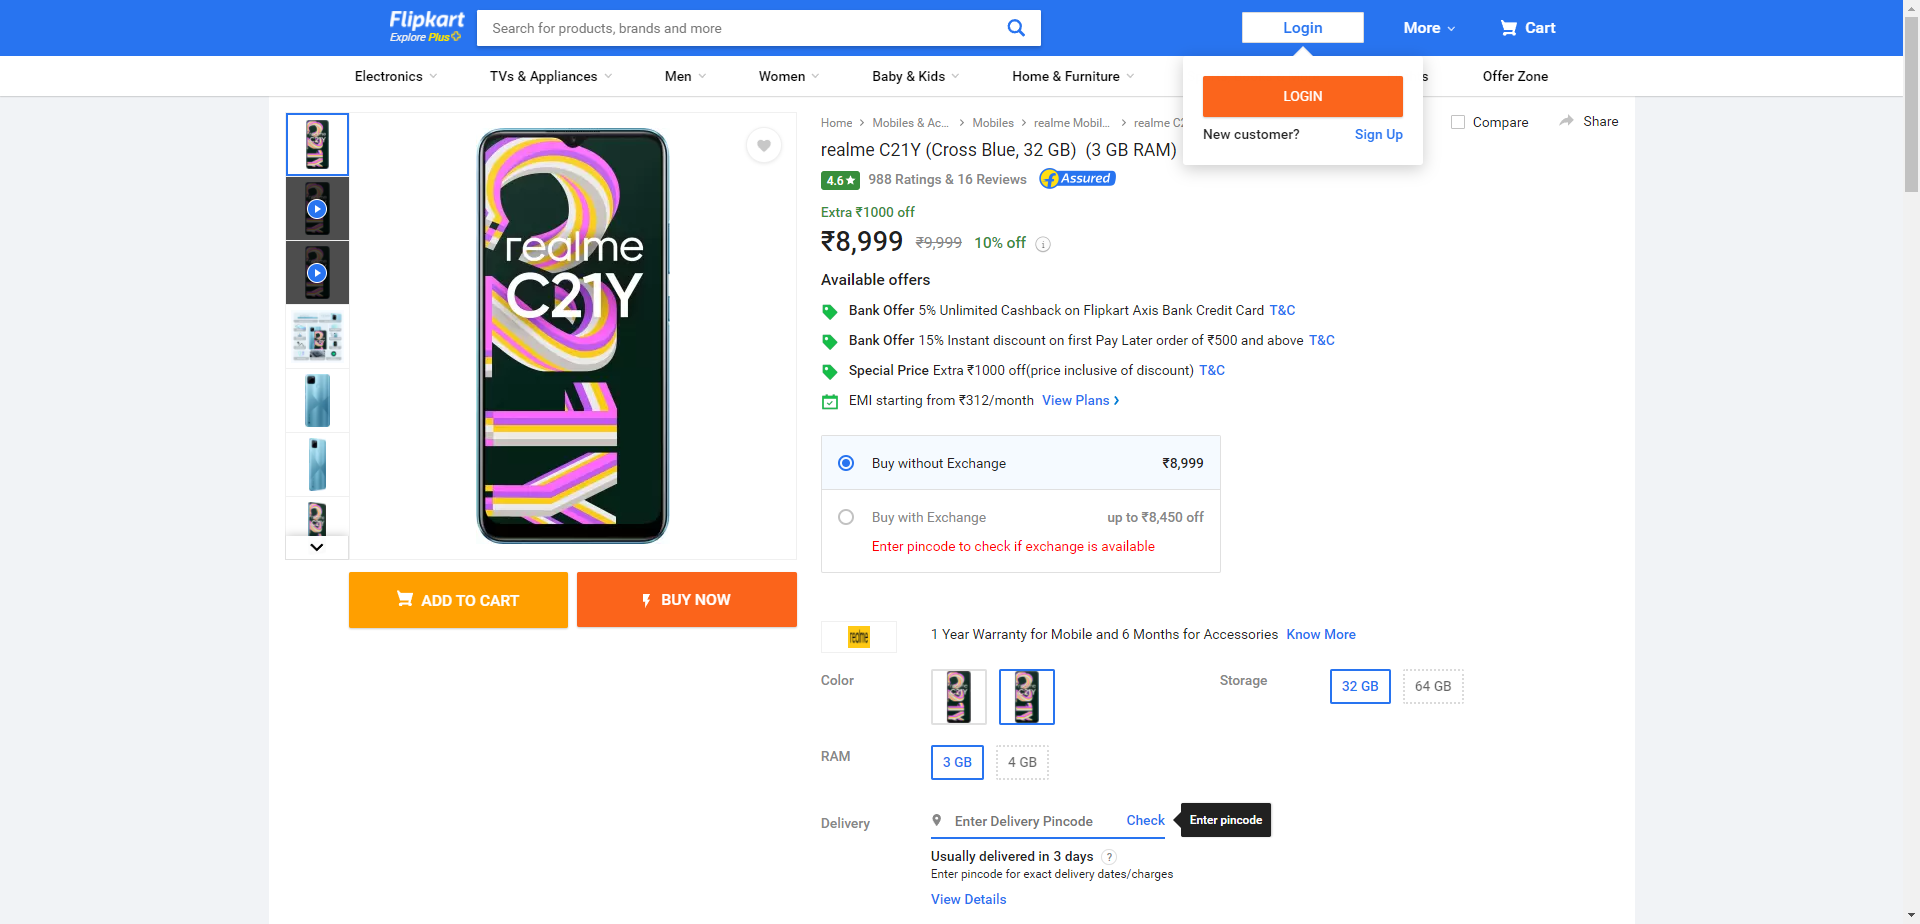 Flipkart
Explore Plus
Search for products, brands and more
Login
More
Cart
Electronics
TVs & Appliances
Men
Women
Baby & Kids
Home & Furniture
s
Offer Zone
LOGIN
New customer?
Sign Up
Home
Mobiles & Ac...
Mobiles
realme Mobil...
realme C2
Compare
Share
realme C21Y (Cross Blue, 32 GB) (3 GB RAM)
4.6
988 Ratings & 16 Reviews
Assured
Extra ₹1000 off
₹8,999 ₹9,999 10% off
realme
C21Y
Available offers
Bank Offer 5% Unlimited Cashback on Flipkart Axis Bank Credit Card T&C
Bank Offer 15% Instant discount on first Pay Later order of ₹500 and above T&C
Special Price Extra ₹1000 off(price inclusive of discount) T&C
EMI starting from ₹312/month View Plans
Buy without Exchange ₹8,999
Buy with Exchange up to ₹8,450 off
Enter pincode to check if exchange is available
ADD TO CART
BUY NOW
realme
1 Year Warranty for Mobile and 6 Months for Accessories Know More
Color
Storage
32 GB
64 GB
RAM
3 GB
4 GB
Delivery
Enter Delivery Pincode
Check
Enter pincode
Usually delivered in 3 days ?
Enter pincode for exact delivery dates/charges
View Details